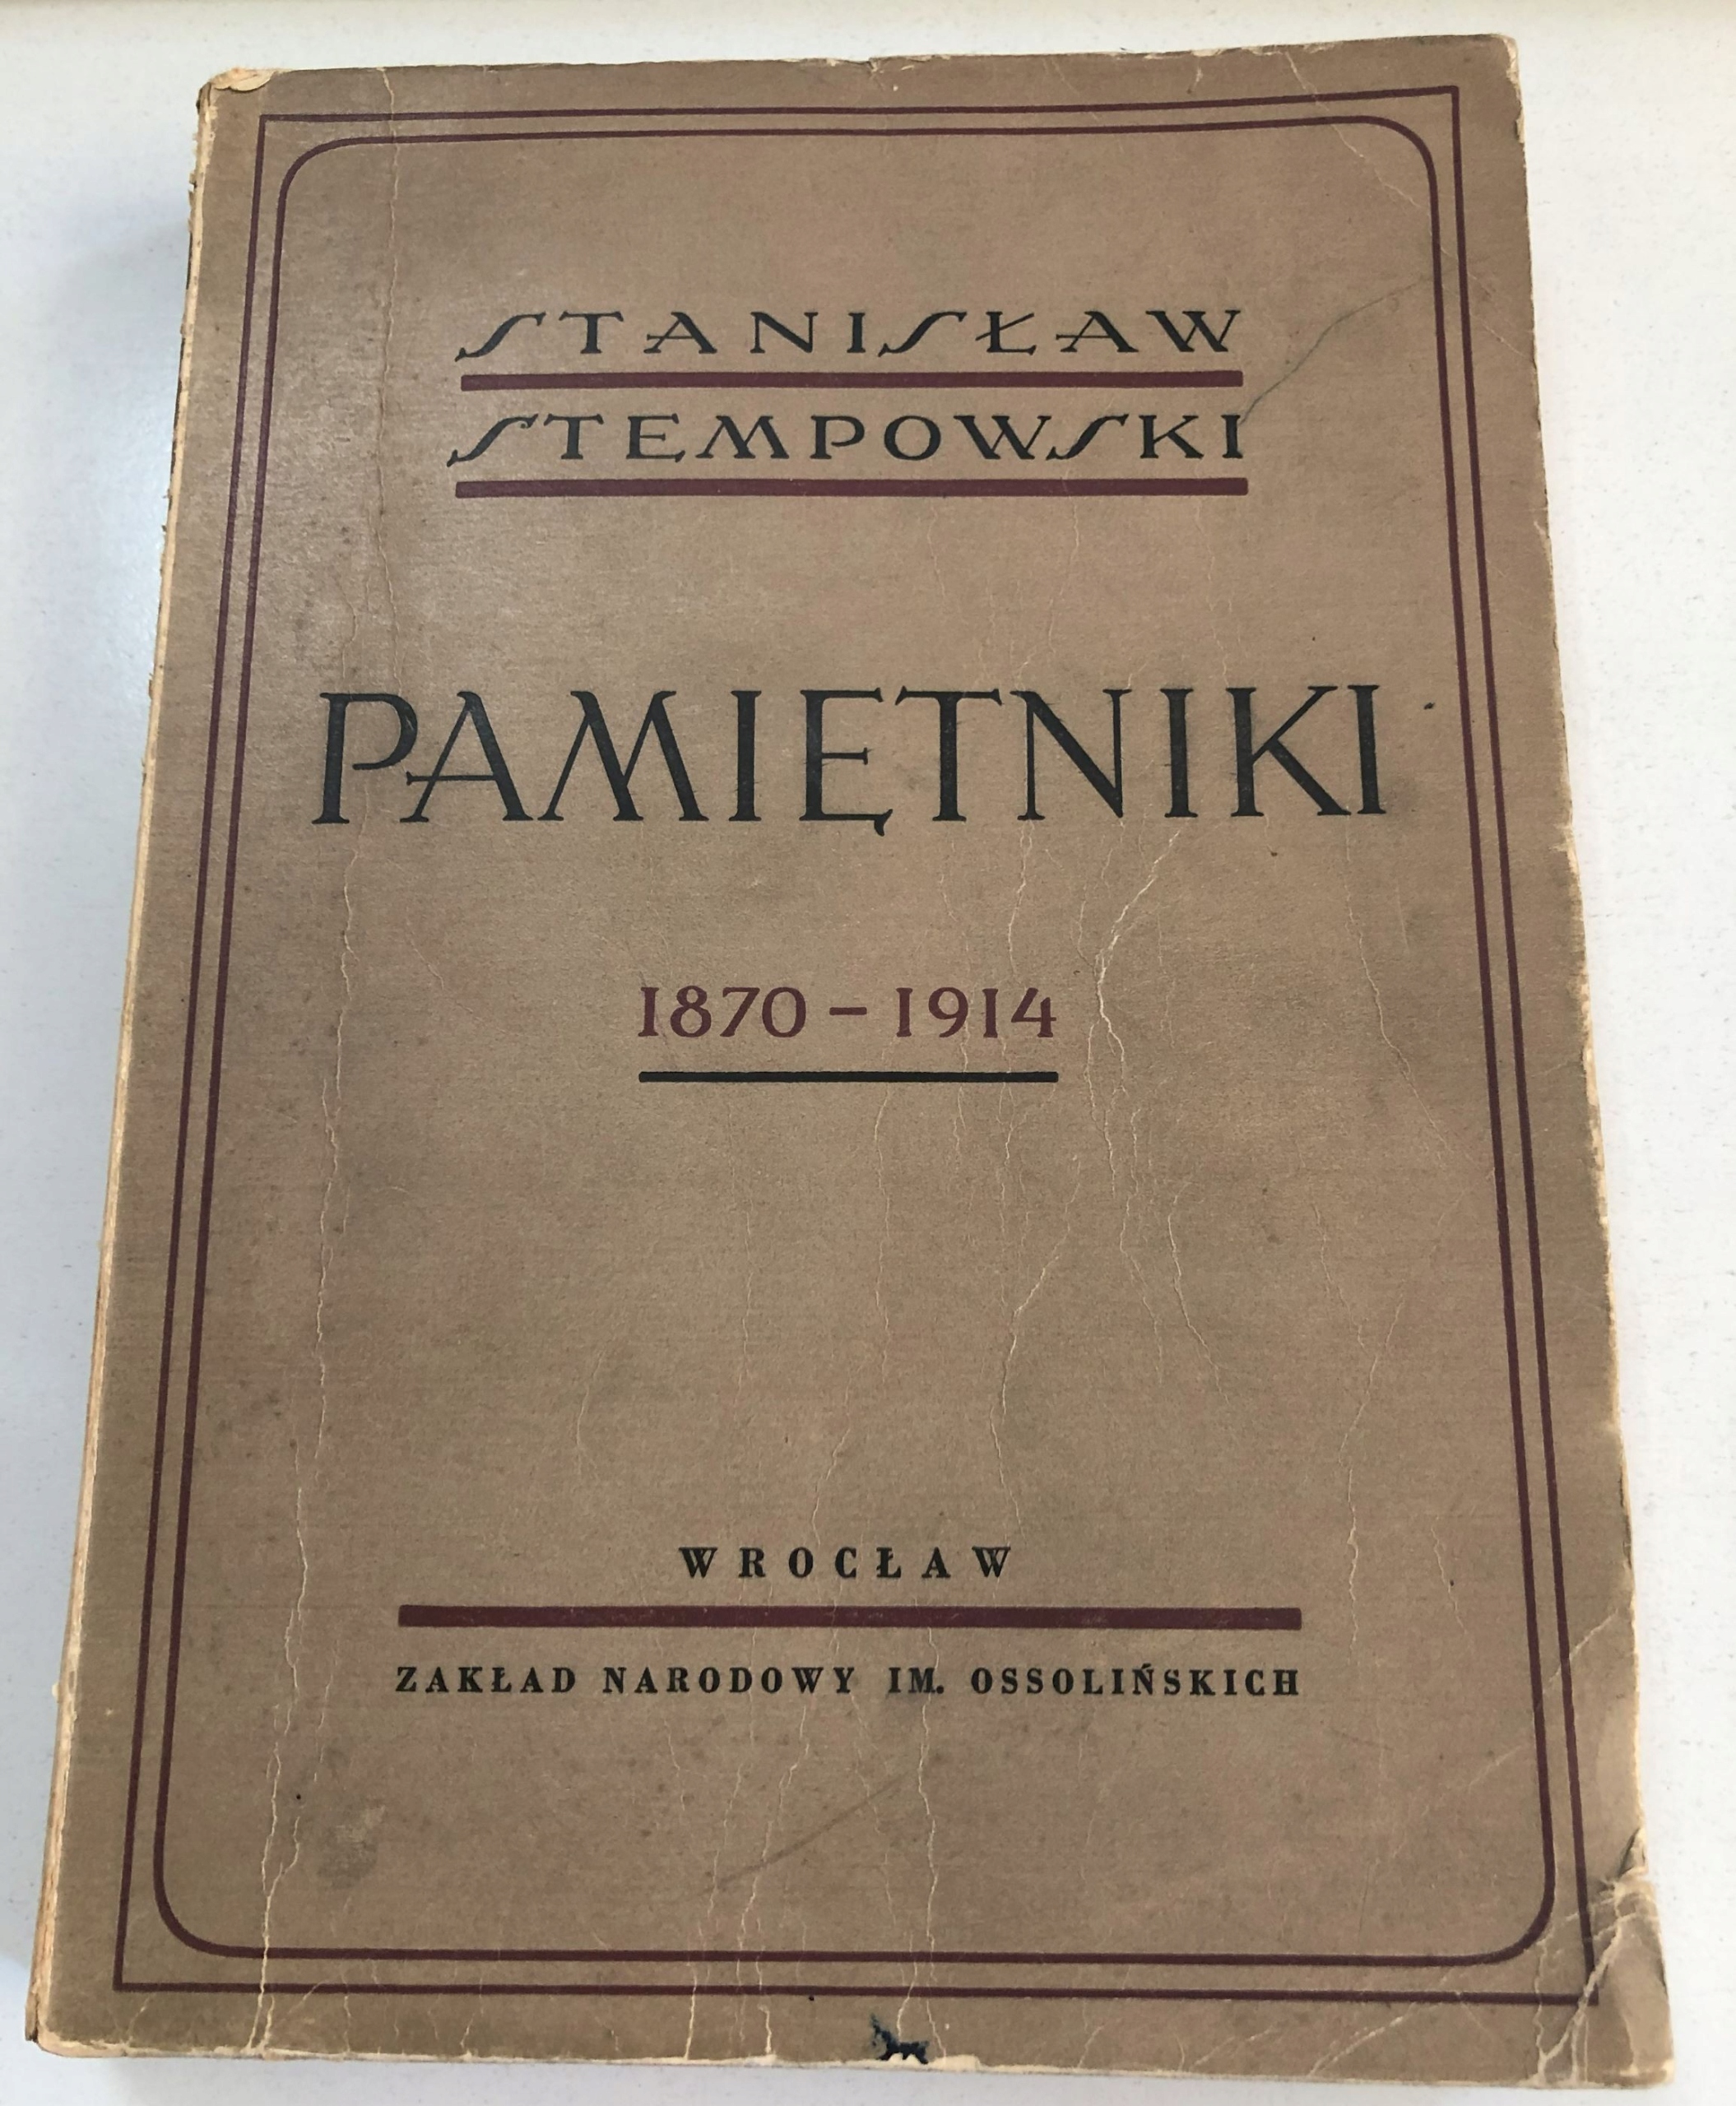 STANISŁAW
STEMPOWSKI
PAMIĘTNIKI
1870 – 1914
WROCŁAW
ZAKŁAD NARODOWY IM. OSSOLIŃSKICH